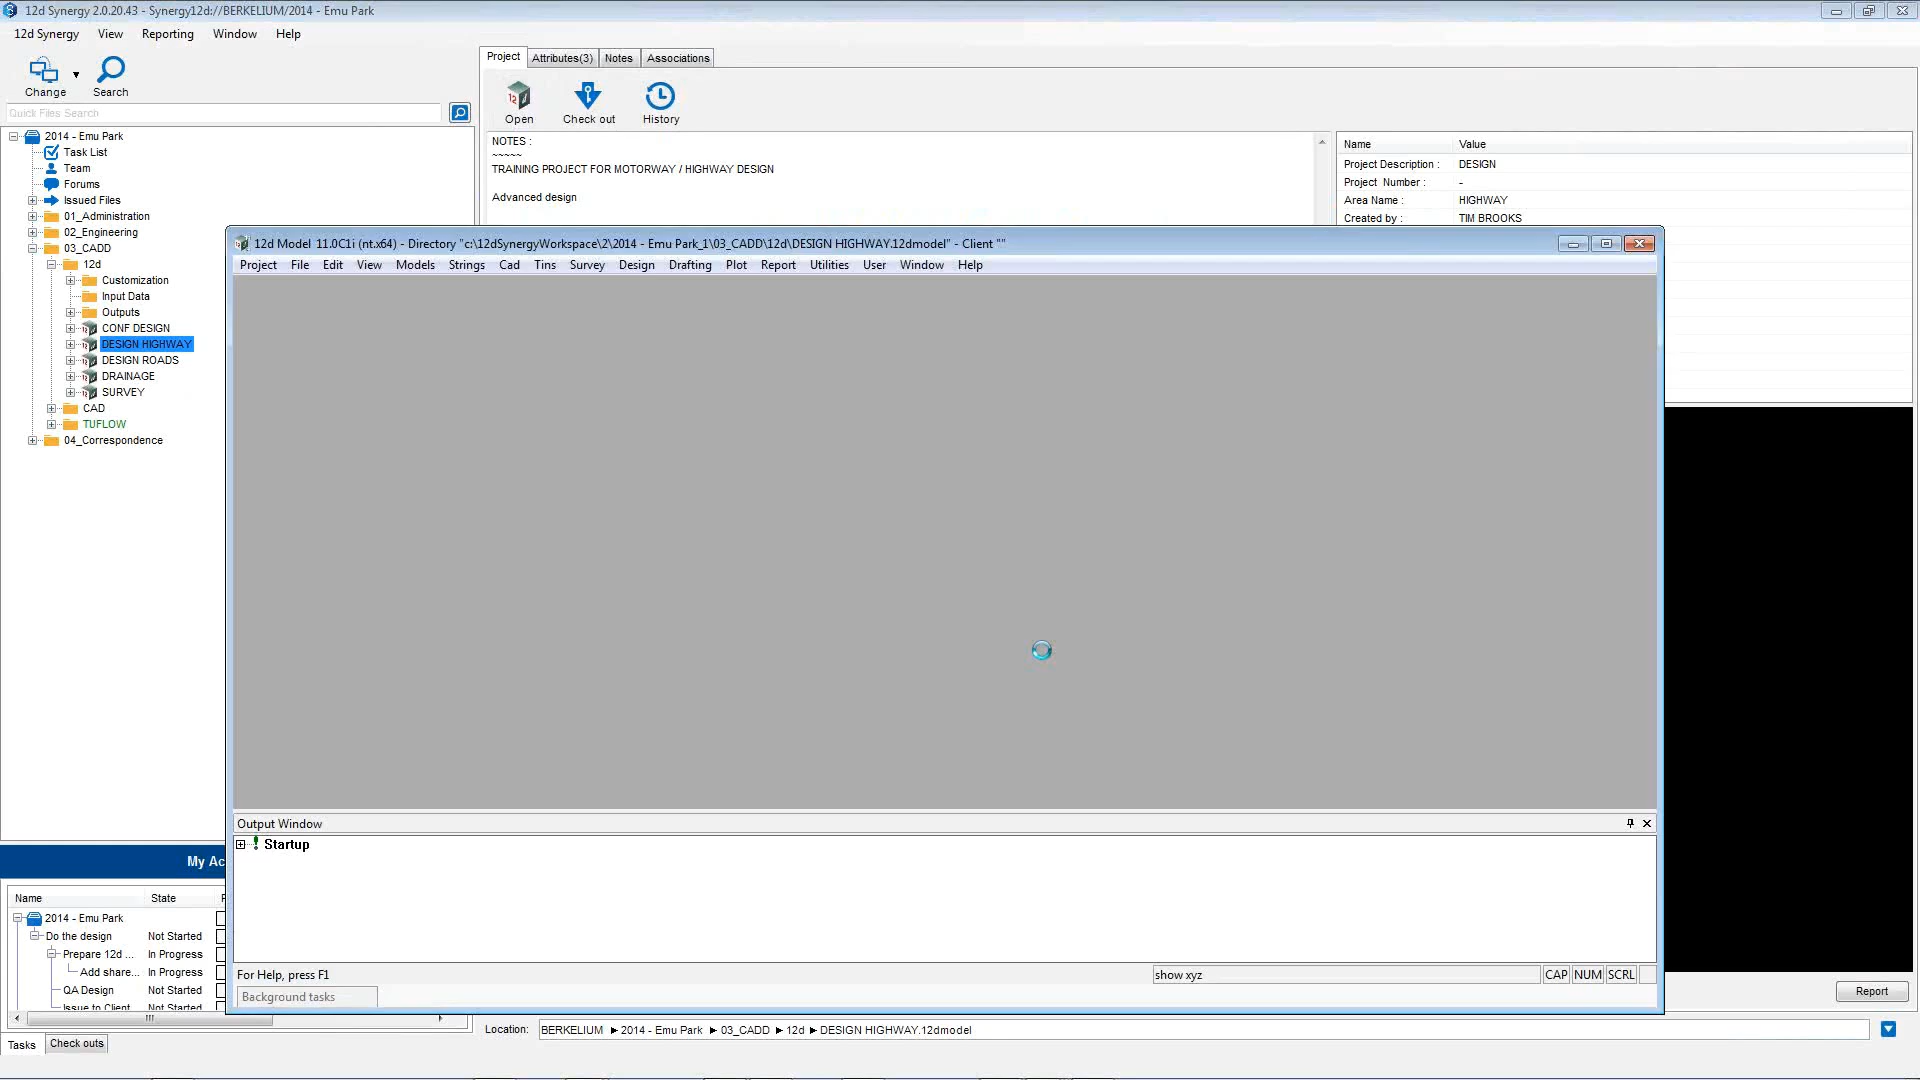 12d Synergy 2.0.20.43 - Synergy12d://BERKELIUM/2014 - Emu Park
12d Synergy View Reporting Window Help
Change Search
Quick Files Search
2014 - Emu Park
Task List
Team
Forums
Issued Files
01_Administration
02_Engineering
03_CADD
12d
Customization
Input Data
Outputs
CONF DESIGN
DESIGN HIGHWAY
DESIGN ROADS
DRAINAGE
SURVEY
CAD
TUFLOW
04_Correspondence
Project Attributes(3) Notes Associations
Open Check out History
NOTES :
~~~~~
TRAINING PROJECT FOR MOTORWAY / HIGHWAY DESIGN
Advanced design
Name Value
Project Description : DESIGN
Project Number : -
Area Name : HIGHWAY
Created by : TIM BROOKS
12d Model 11.0C1i (nt.x64) - Directory "c:\12dSynergyWorkspace\2\2014 - Emu Park_1\03_CADD\12d\DESIGN HIGHWAY.12dmodel" - Client ""
Project File Edit View Models Strings Cad Tins Survey Design Drafting Plot Report Utilities User Window Help
Output Window
Startup
For Help, press F1 show xyz CAP NUM SCRL
Background tasks
My Ac
Name State
2014 - Emu Park
Do the design Not Started
Prepare 12d ... In Progress
Add share... In Progress
QA Design Not Started
Issue to Client Not Started
Tasks Check outs
Report
Location: BERKELIUM ▶ 2014 - Emu Park ▶ 03_CADD ▶ 12d ▶ DESIGN HIGHWAY.12dmodel